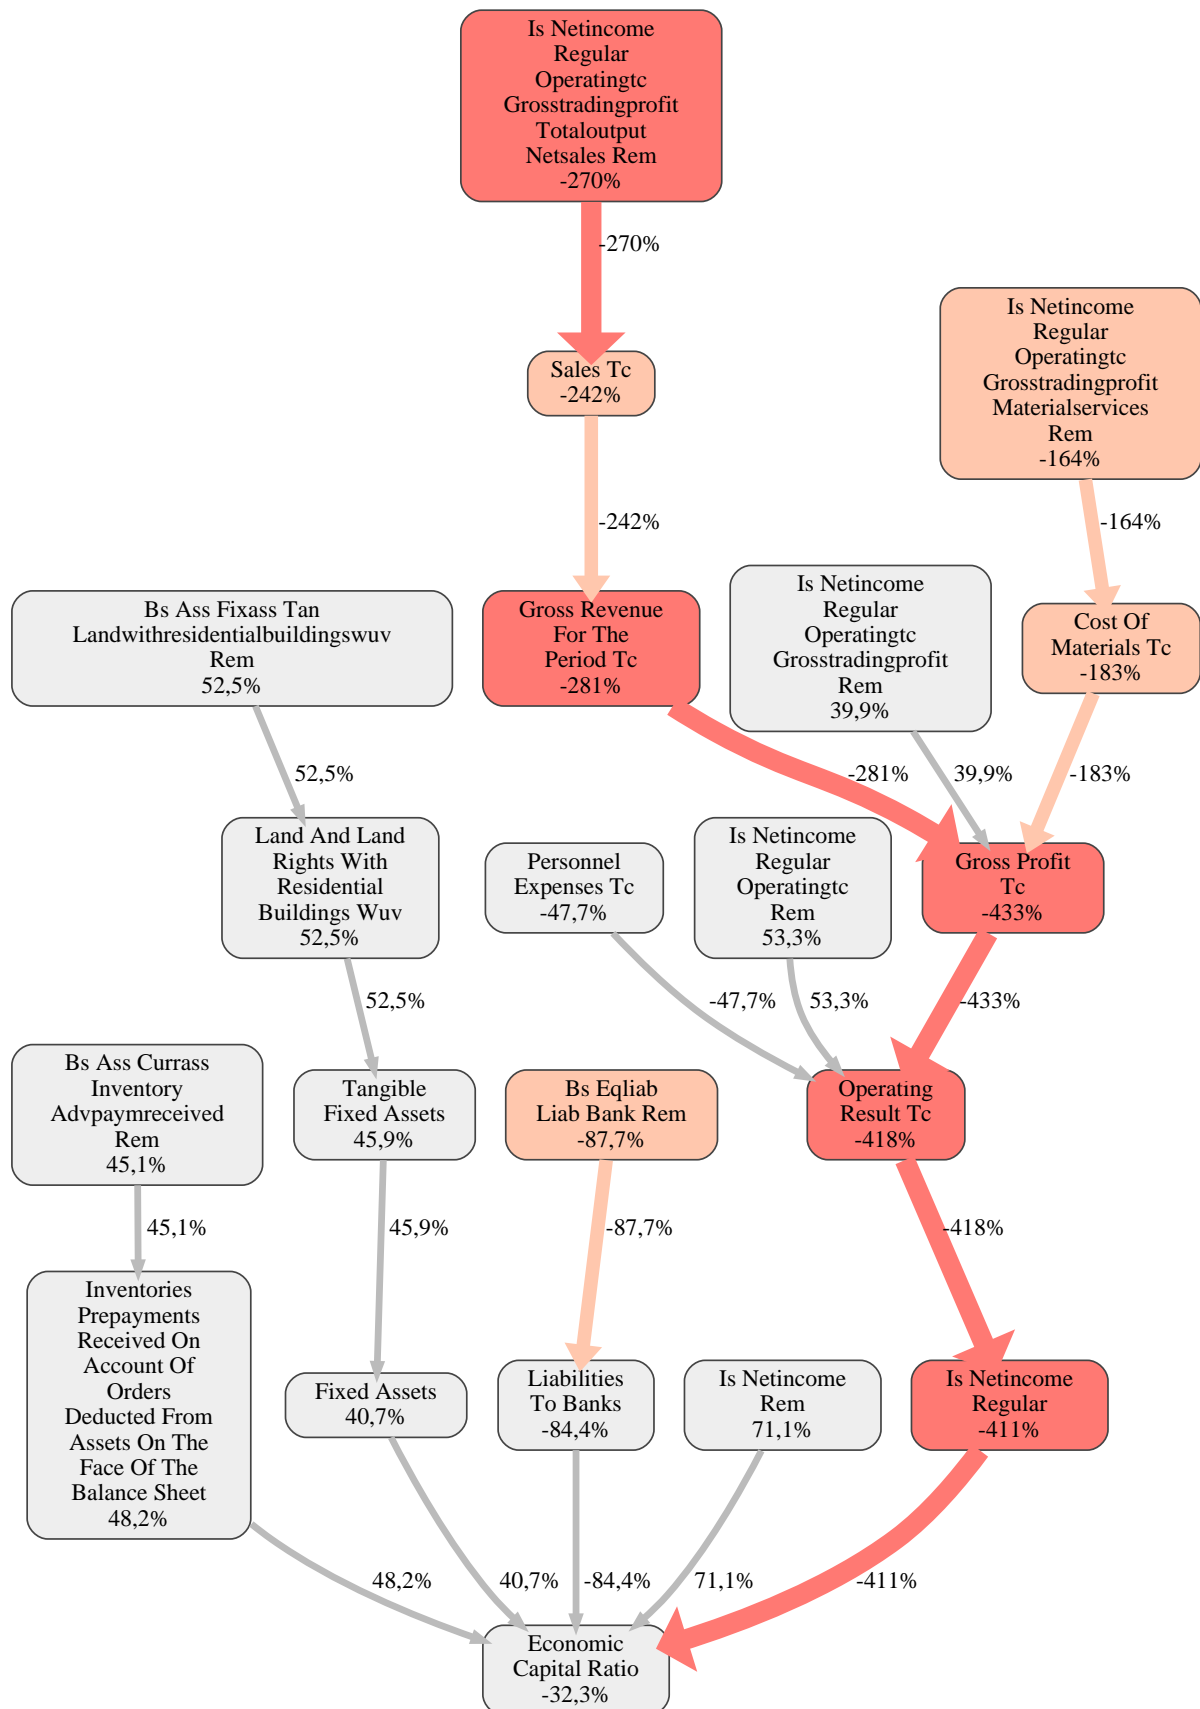 Is Netincome
Regular
Operatingtc
Grosstradingprofit
Totaloutput
Netsales Rem
-270%
-270%
Is Netincome
Regular
Operatingtc
Grosstradingprofit
Materialservices
Rem
-164%
Sales Tc
-242%
-242%
-164%
Bs Ass Fixass Tan
Landwithresidentialbuildingswuv
Rem
52,5%
Gross Revenue
For The
Period Tc
-281%
Is Netincome
Regular
Operatingtc
Grosstradingprofit
Rem
39,9%
Cost Of
Materials Tc
-183%
52,5%
-281%
39,9%
-183%
Land And Land
Rights With
Residential
Buildings Wuv
52,5%
Personnel
Expenses Tc
-47,7%
Is Netincome
Regular
Operatingtc
Rem
53,3%
Gross Profit
Tc
-433%
52,5%
-47,7%
53,3%
-433%
Bs Ass Currass
Inventory
Advpaymreceived
Rem
45,1%
Tangible
Fixed Assets
45,9%
Bs Eqliab
Liab Bank Rem
-87,7%
Operating
Result Tc
-418%
45,1%
45,9%
-87,7%
-418%
Inventories
Prepayments
Received On
Account Of
Orders
Deducted From
Assets On The
Face Of The
Balance Sheet
48,2%
Fixed Assets
40,7%
Liabilities
To Banks
-84,4%
Is Netincome
Rem
71,1%
Is Netincome
Regular
-411%
48,2%
40,7%
-84,4%
71,1%
-411%
Economic
Capital Ratio
-32,3%